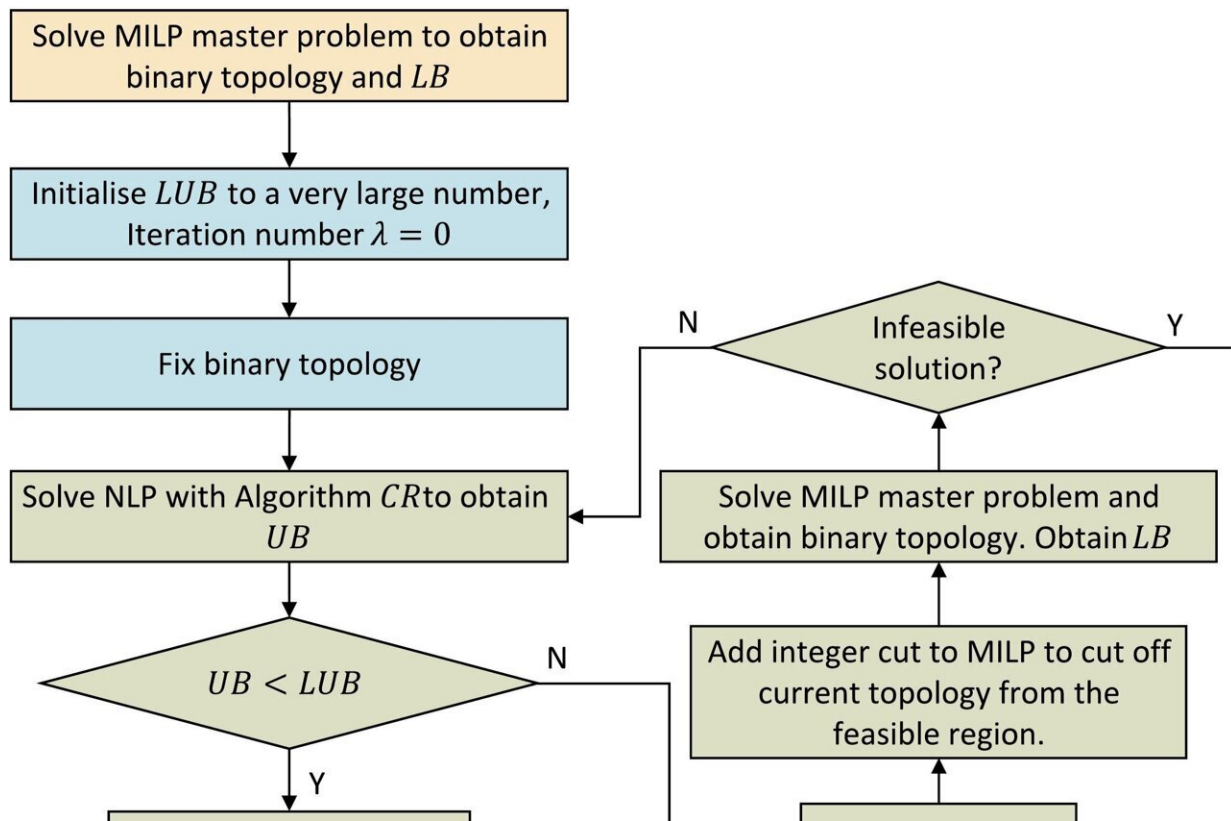 Solve MILP master problem to obtain
binary topology and LB
Initialise LUB to a very large number,
Iteration number λ = 0
Fix binary topology
Solve NLP with Algorithm CRto obtain
UB
UB < LUB
N
Y
N
Infeasible
solution?
Y
Solve MILP master problem and
obtain binary topology. Obtain LB
Add integer cut to MILP to cut off
current topology from the
feasible region.